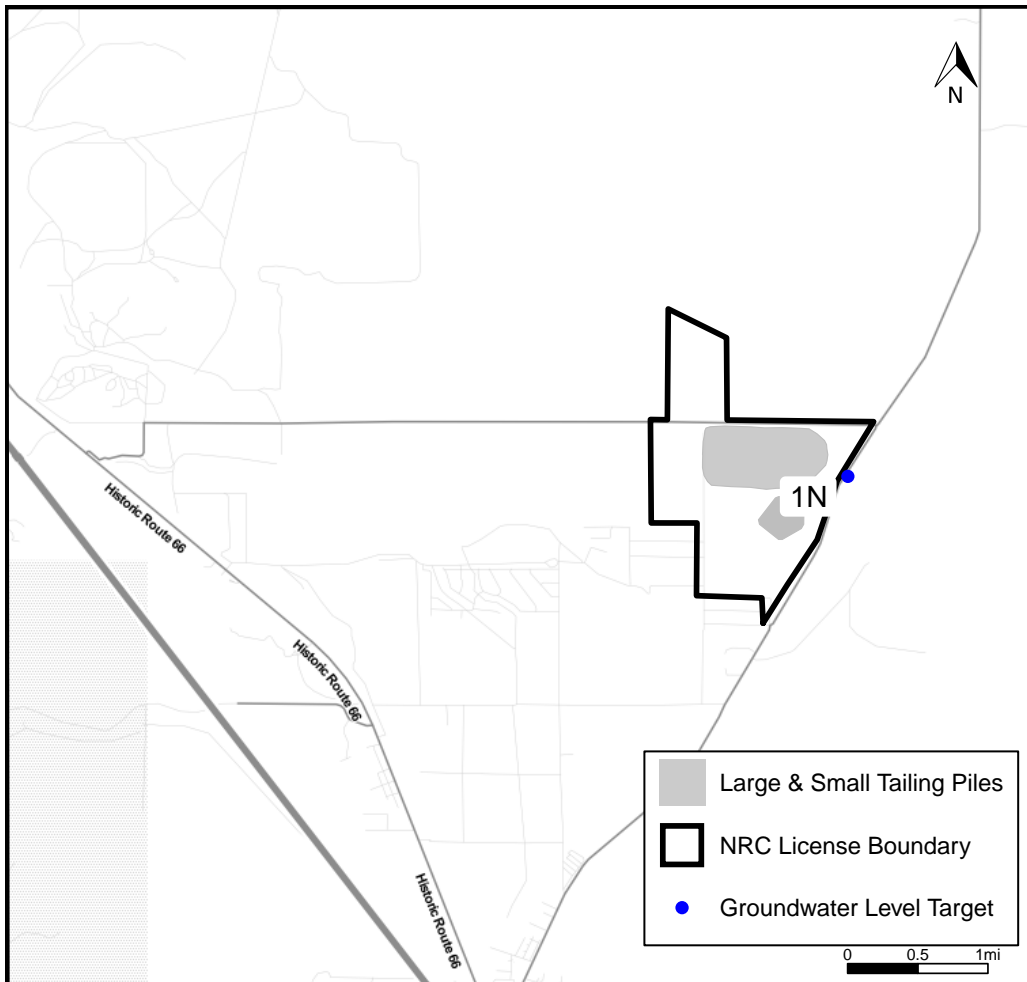 N
1N
Historic Route 66
Historic Route 66
Historic Route 66
Large & Small Tailing Piles
NRC License Boundary
Groundwater Level Target
0 0.5 1mi